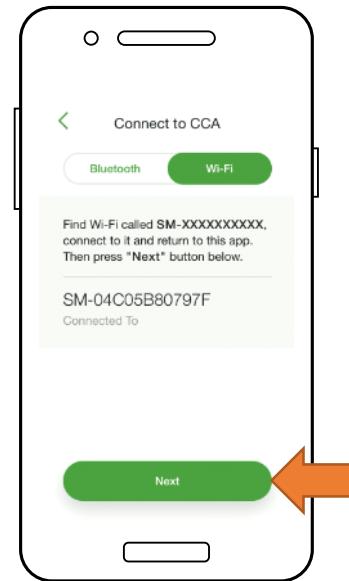 Connect to CCA
Bluetooth Wi-Fi
Find Wi-Fi called SM-XXXXXXXXXX,
connect to it and return to this app.
Then press "Next" button below.
SM-04C05B80797F
Connected To
Next